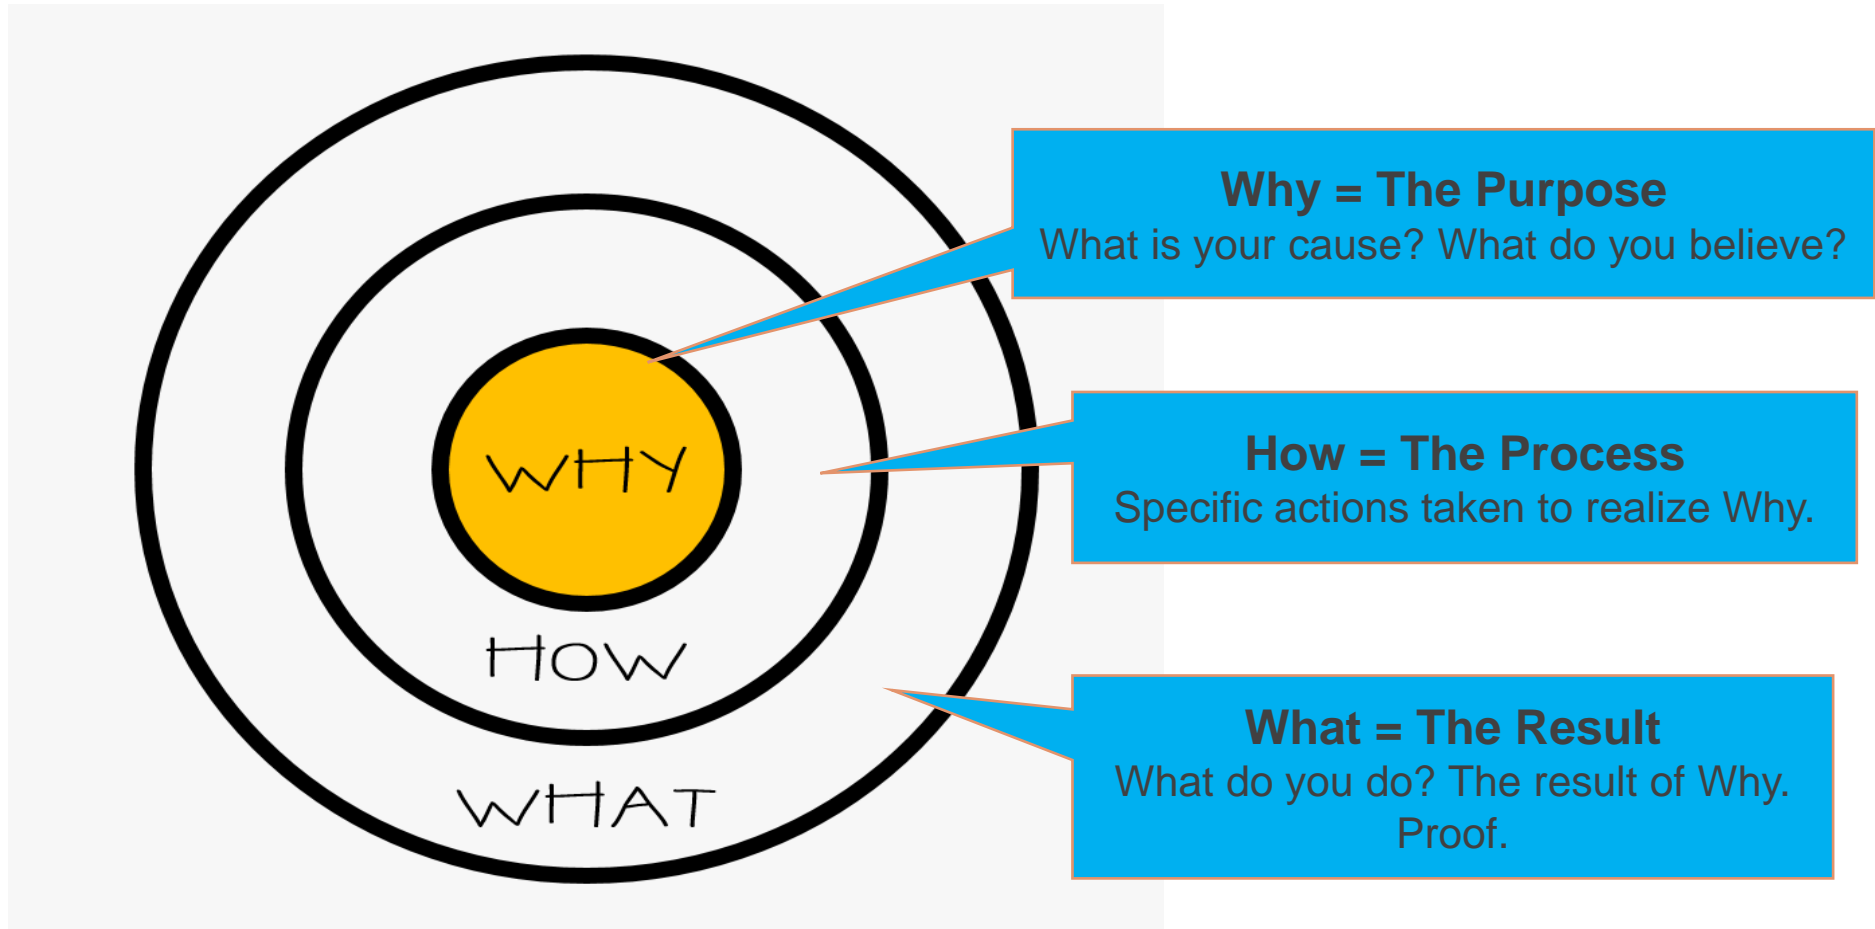 WHY
HOW
WHAT
Why = The Purpose
What is your cause? What do you believe?
How = The Process
Specific actions taken to realize Why.
What = The Result
What do you do? The result of Why.
Proof.